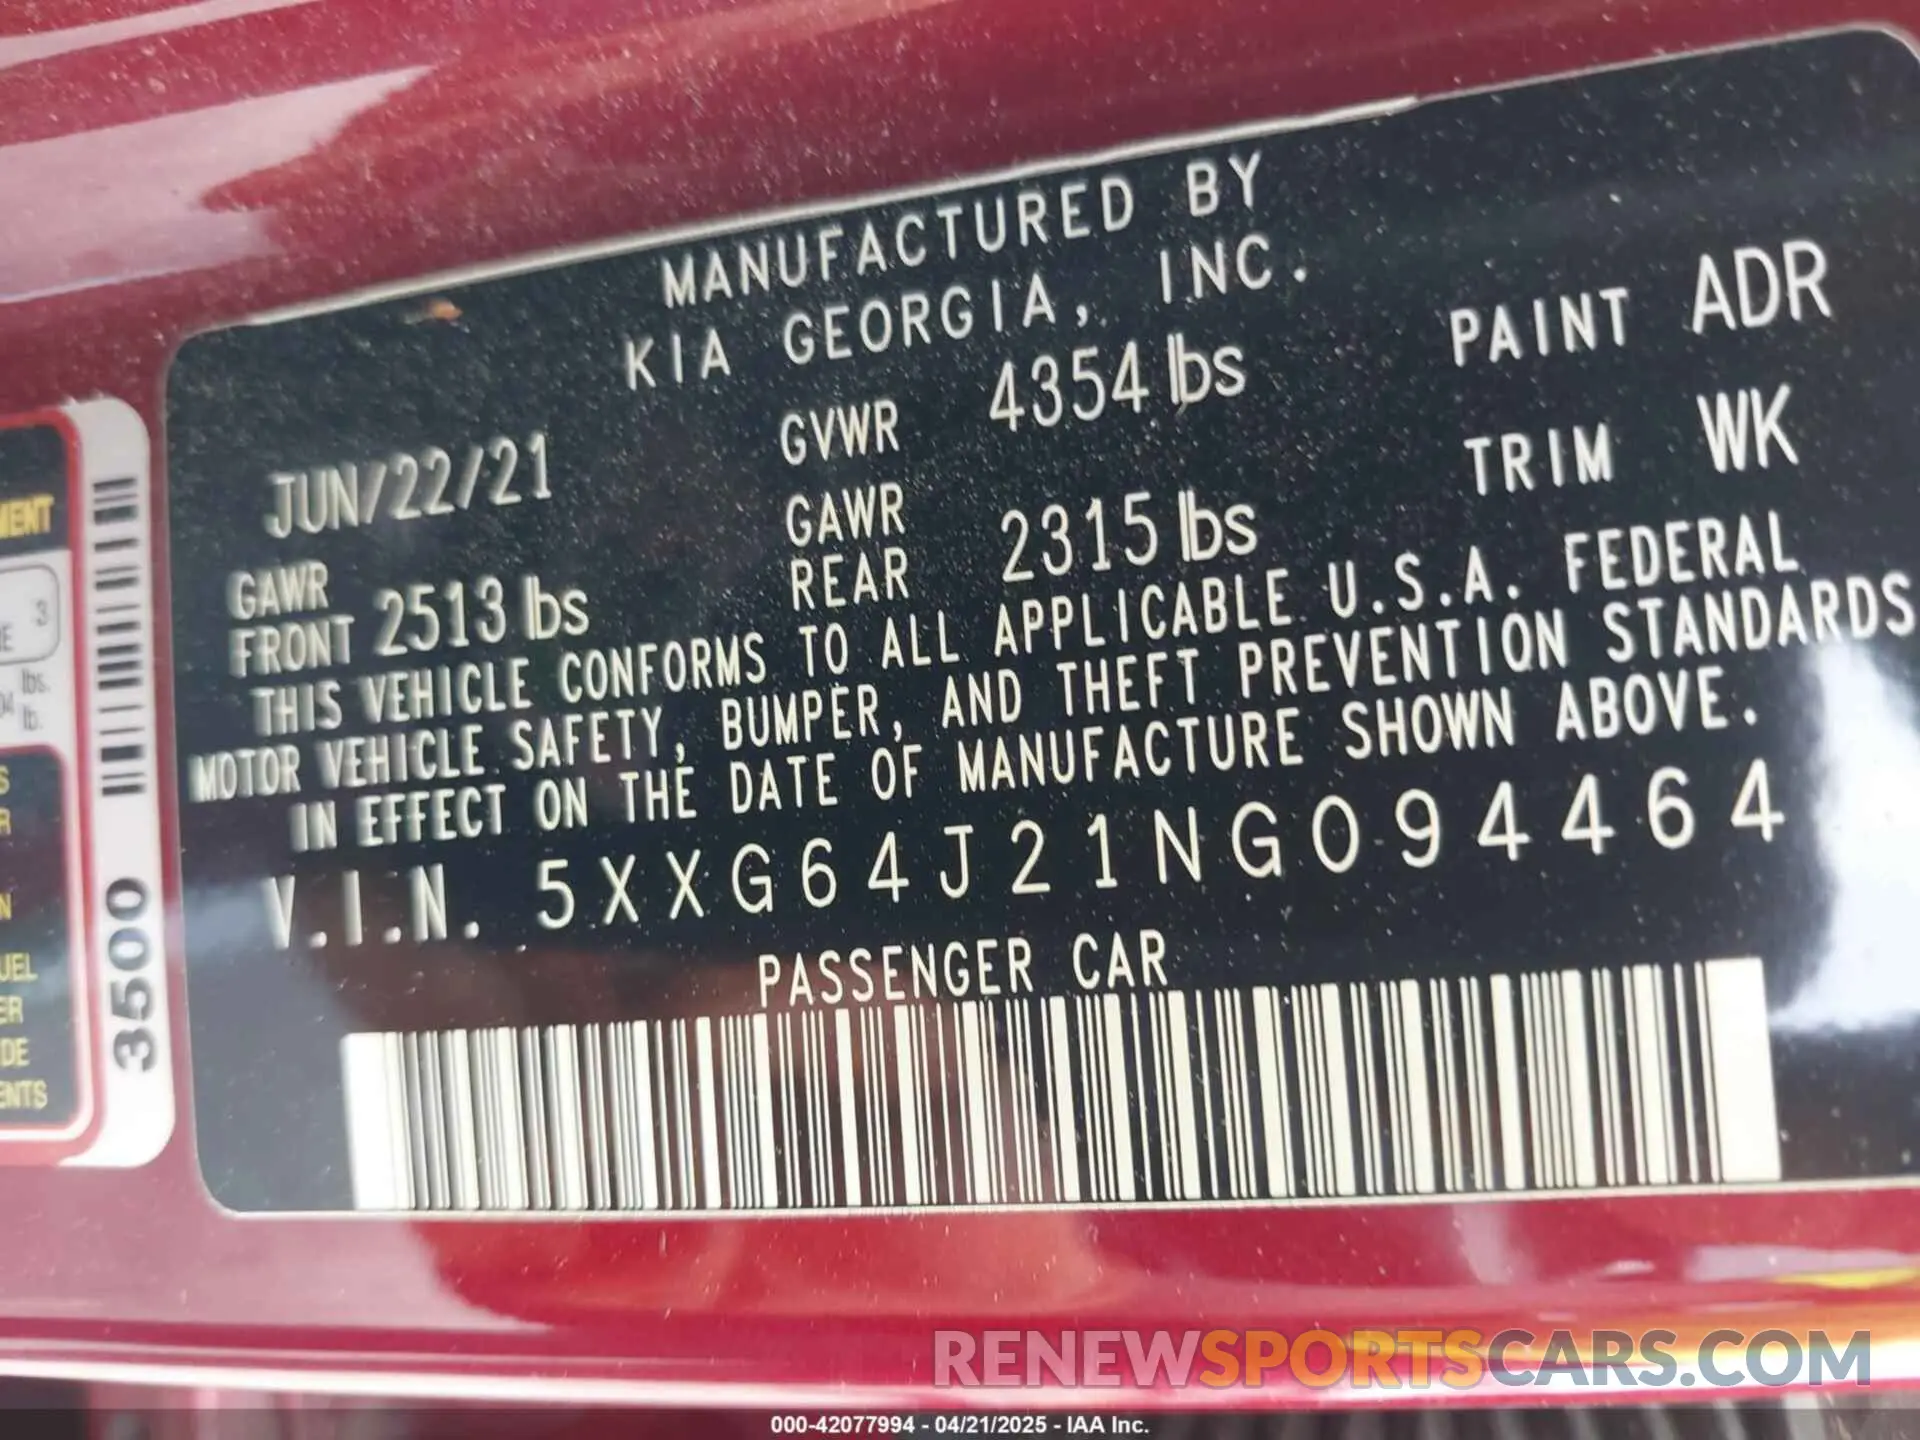 MANUFACTURED BY
KIA GEORGIA, INC.
JUN/22/21 GVWR 4354 lbs PAINT ADR
GAWR FRONT 2513 lbs GAWR REAR 2315 lbs TRIM WK
THIS VEHICLE CONFORMS TO ALL APPLICABLE U.S.A. FEDERAL
MOTOR VEHICLE SAFETY, BUMPER, AND THEFT PREVENTION STANDARDS
IN EFFECT ON THE DATE OF MANUFACTURE SHOWN ABOVE.
V.I.N. 5XXG64J21NG094464
PASSENGER CAR
3500
3
lbs.
lb.
RENEWSPORTSCARS.COM
000-42077994 - 04/21/2025 - IAA Inc.